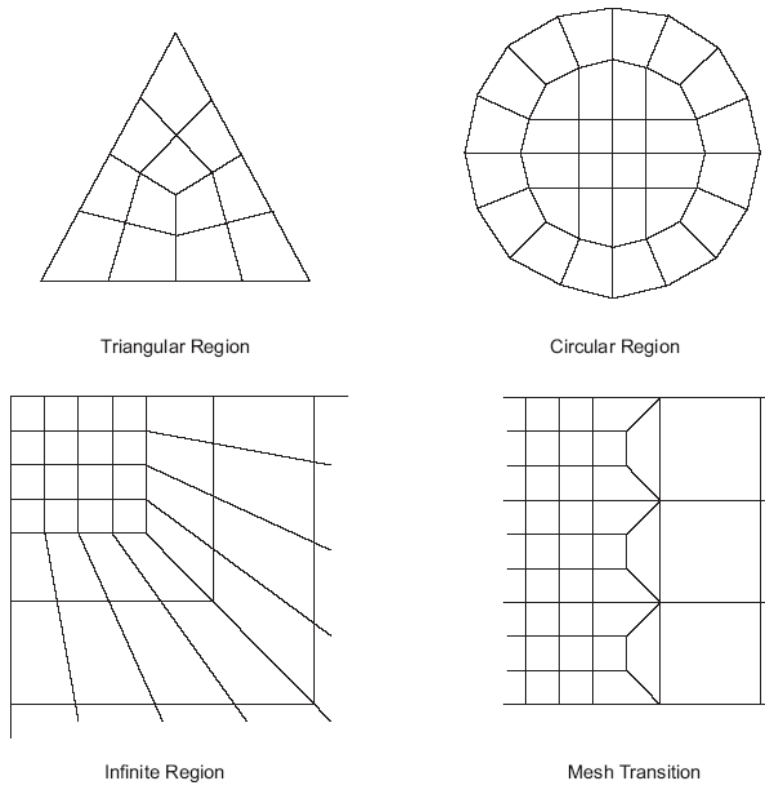 Triangular Region
Circular Region
Infinite Region
Mesh Transition